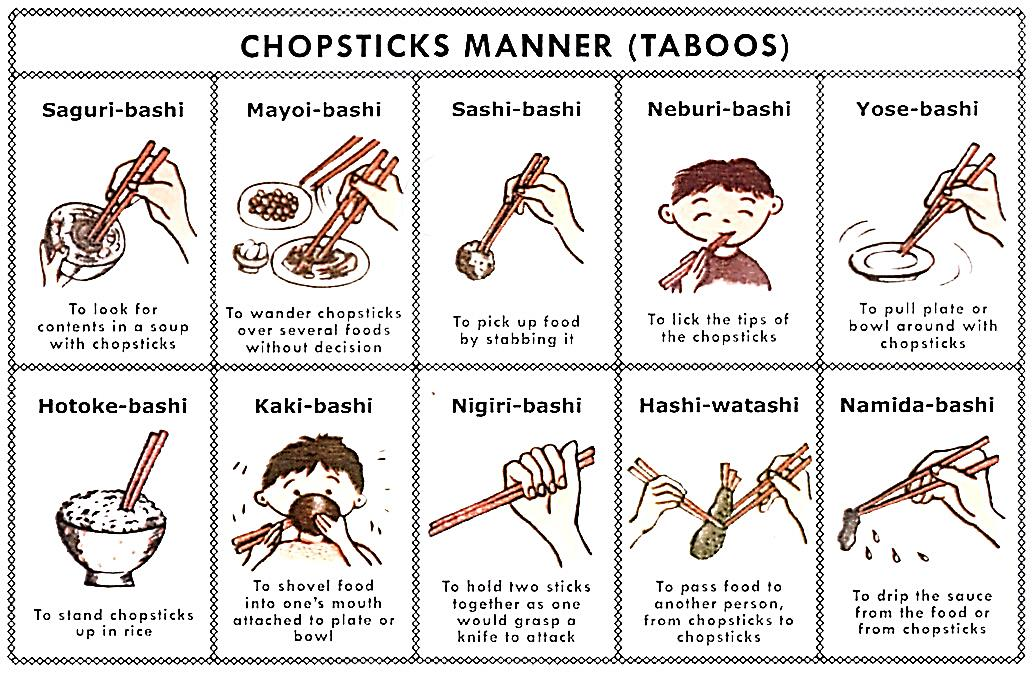 CHOPSTICKS MANNER (TABOOS)
Saguri-bashi
To look for
contents in a soup
with chopsticks
Mayoi-bashi
To wander chopsticks
over several foods
without decision
Sashi-bashi
To pick up food
by stabbing it
Neburi-bashi
To lick the tips of
the chopsticks
Yose-bashi
To pull plate or
bowl around with
chopsticks
Hotoke-bashi
To stand chopsticks
up in rice
Kaki-bashi
To shovel food
into one's mouth
attached to plate or
bowl
Nigiri-bashi
To hold two sticks
together as one
would grasp a
knife to attack
Hashi-watashi
To pass food to
another person,
from chopsticks to
chopsticks
Namida-bashi
To drip the sauce
from the food or
from chopsticks